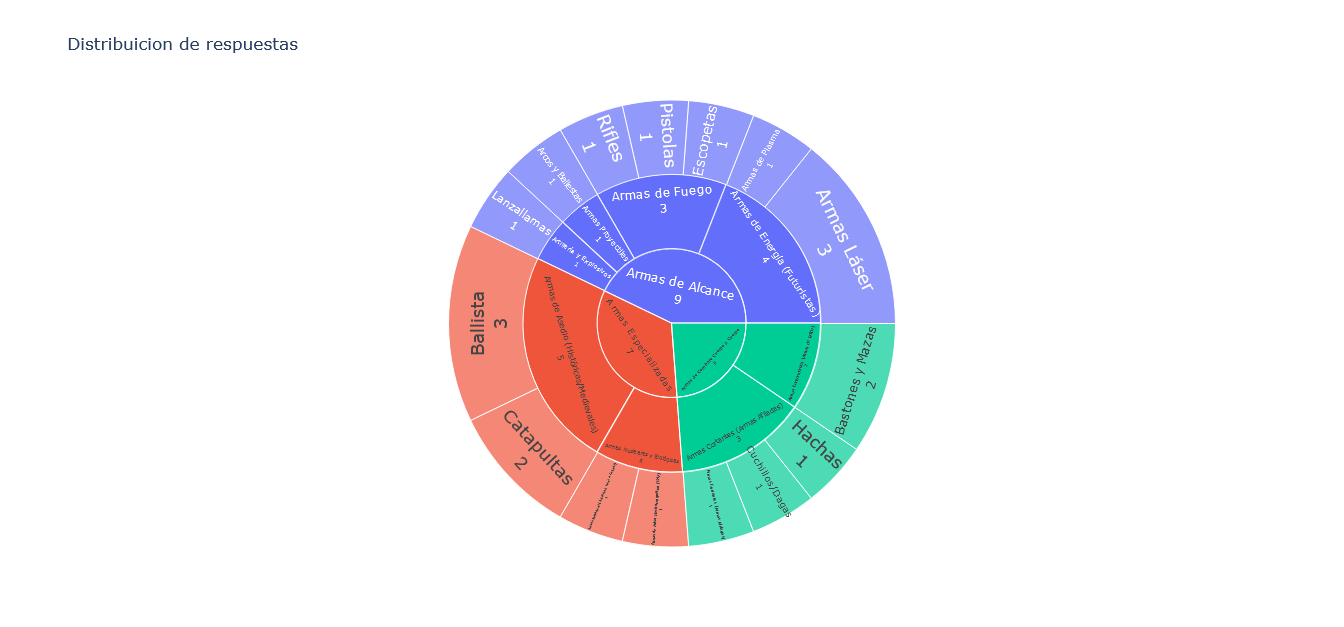 Distribuicion de respuestas
Armas de Alcance
9
Armas de Fuego
3
Armas de Energía (Futuristas)
4
Armas Proyectiles
1
1
Lanzallamas
1
Arcos y Ballestas
1
Rifles
1
Pistolas
1
Escopetas
1
Armas de Plasma
1
Armas Láser
3
Armas Especializadas
7
Armas de Asedio (Históricas/Medievales)
5
Ballista
3
Catapultas
2
Armas Cortantes (Armas Afiladas)
3
Bastones y Mazas
2
Hachas
1
Cuchillos/Dagas
1